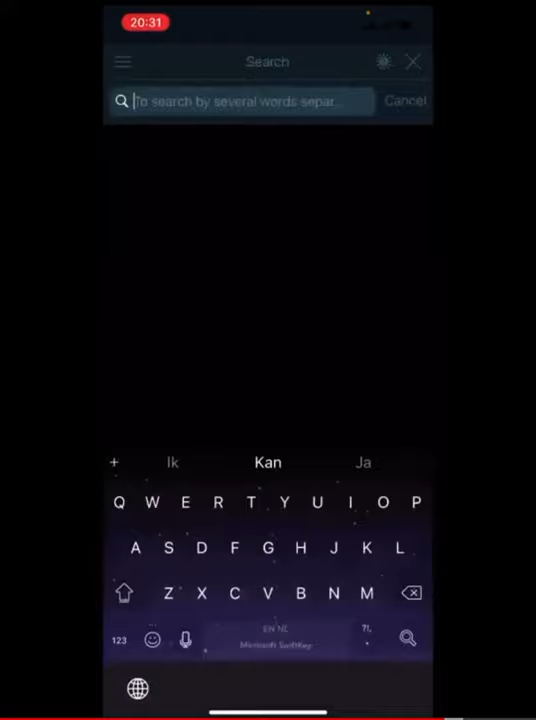 20:31
Search
To search by several words separ...
Cancel
+ Ik Kan Ja
Q W E R T Y U I O P
A S D F G H J K L
Z X C V B N M
EN NL
?!,
123 Microsoft SwiftKey .